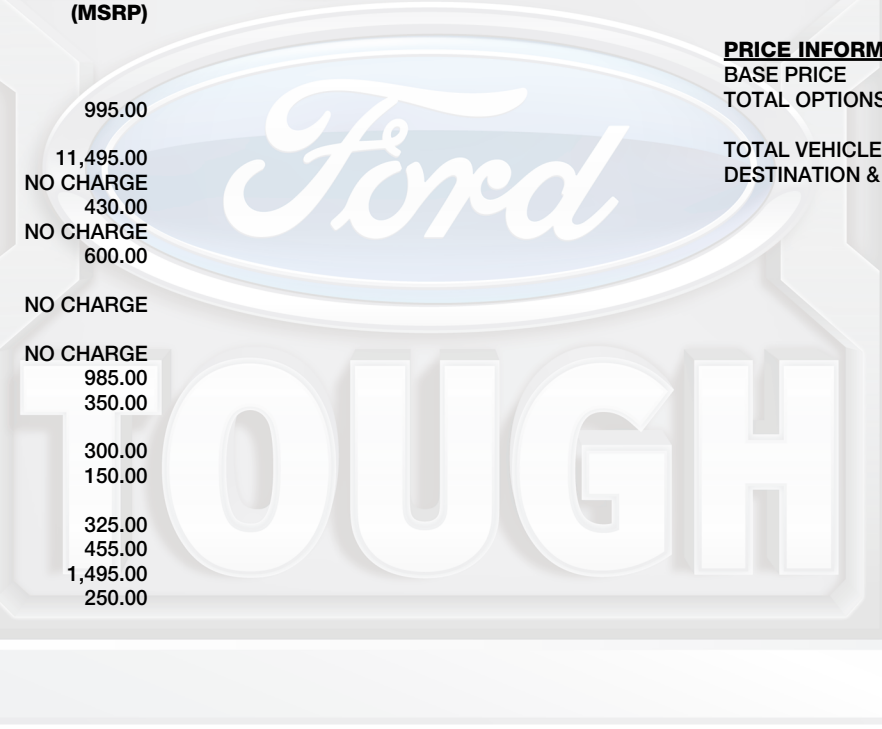 (MSRP)
995.00
11,495.00
NO CHARGE
430.00
NO CHARGE
600.00
NO CHARGE
NO CHARGE
985.00
350.00
300.00
150.00
325.00
455.00
1,495.00
250.00
PRICE INFORM
BASE PRICE
TOTAL OPTIONS
TOTAL VEHICLE
DESTINATION &
Ford
TOUGH